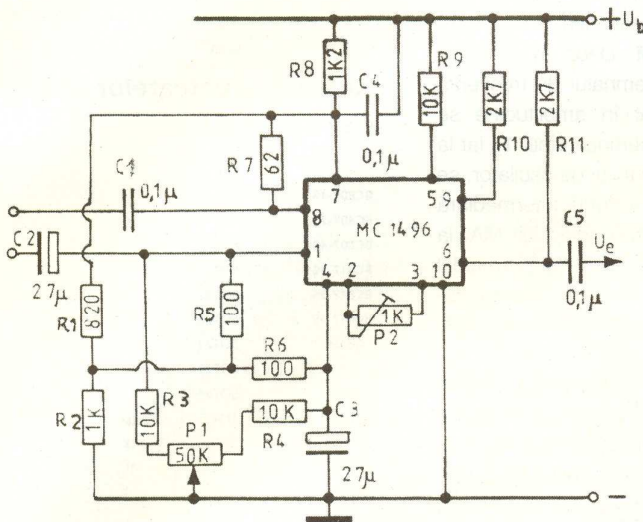 + U_b
R8
1K2
C4
0,1µ
R9
10K
2K7
2K7
R10
R11
R7
62
C1
0,1µ
7
5
9
8
MC 1496
C2
27µ
1
6
C5
U_e
0,1µ
4
2
3
10
1K
P2
R1
820
R5
100
R6
100
R2
1K
R3
10K
P1
50K
10K
R4
C3
27µ
−